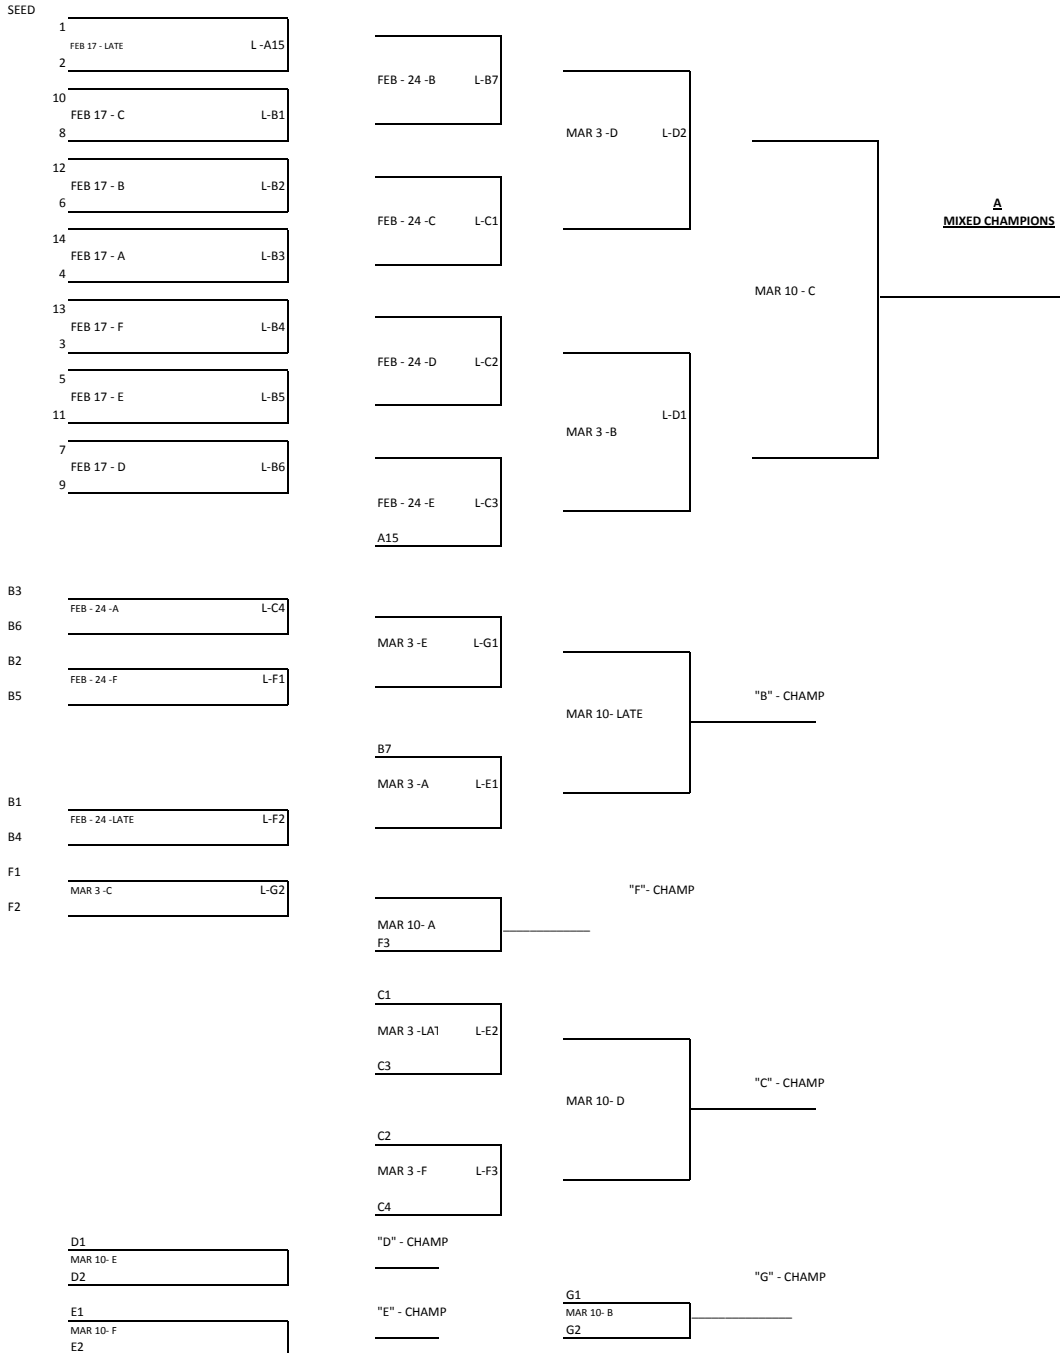 SEED
1
FEB 17 - LATE L -A15
2
FEB - 24 -B L-B7
10
FEB 17 - C L-B1
8
MAR 3 -D L-D2
12
FEB 17 - B L-B2
6
FEB - 24 -C L-C1
A
MIXED CHAMPIONS
14
FEB 17 - A L-B3
4
MAR 10 - C
13
FEB 17 - F L-B4
3
FEB - 24 -D L-C2
5
FEB 17 - E L-B5
11
L-D1
MAR 3 -B
7
FEB 17 - D L-B6
9
FEB - 24 -E L-C3
A15
B3
FEB - 24 -A L-C4
B6
MAR 3 -E L-G1
B2
FEB - 24 -F L-F1
B5
"B" - CHAMP
MAR 10- LATE
B7
MAR 3 -A L-E1
B1
FEB - 24 -LATE L-F2
B4
F1
MAR 3 -C L-G2
"F"- CHAMP
F2
MAR 10- A
F3
C1
MAR 3 -LAT L-E2
C3
"C" - CHAMP
MAR 10- D
C2
MAR 3 -F L-F3
C4
D1
"D" - CHAMP
MAR 10- E
D2
"G" - CHAMP
G1
E1
"E" - CHAMP
MAR 10- B
MAR 10- F
G2
E2